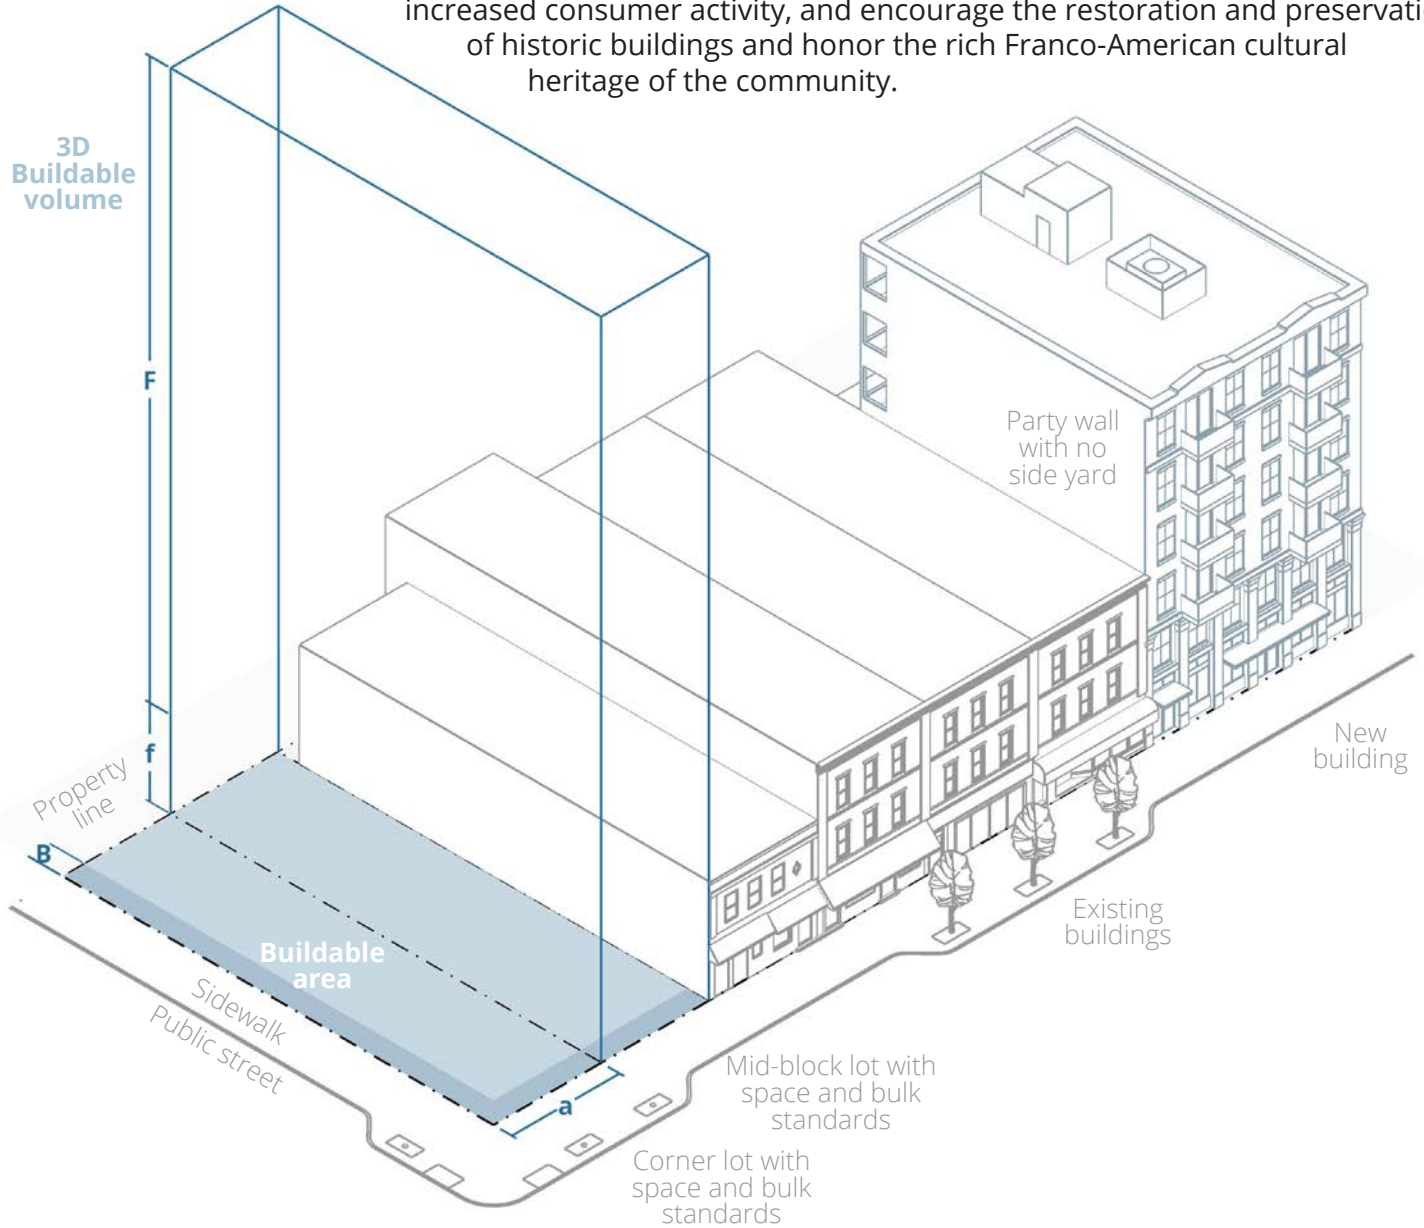 increased consumer activity, and encourage the restoration and preservati
of historic buildings and honor the rich Franco-American cultural
heritage of the community.
3D
Buildable
volume
F
Party wall
with no
side yard
f
Property
line
New
building
B
Existing
buildings
Buildable
area
Sidewalk
Public street
Mid-block lot with
space and bulk
standards
a
Corner lot with
space and bulk
standards